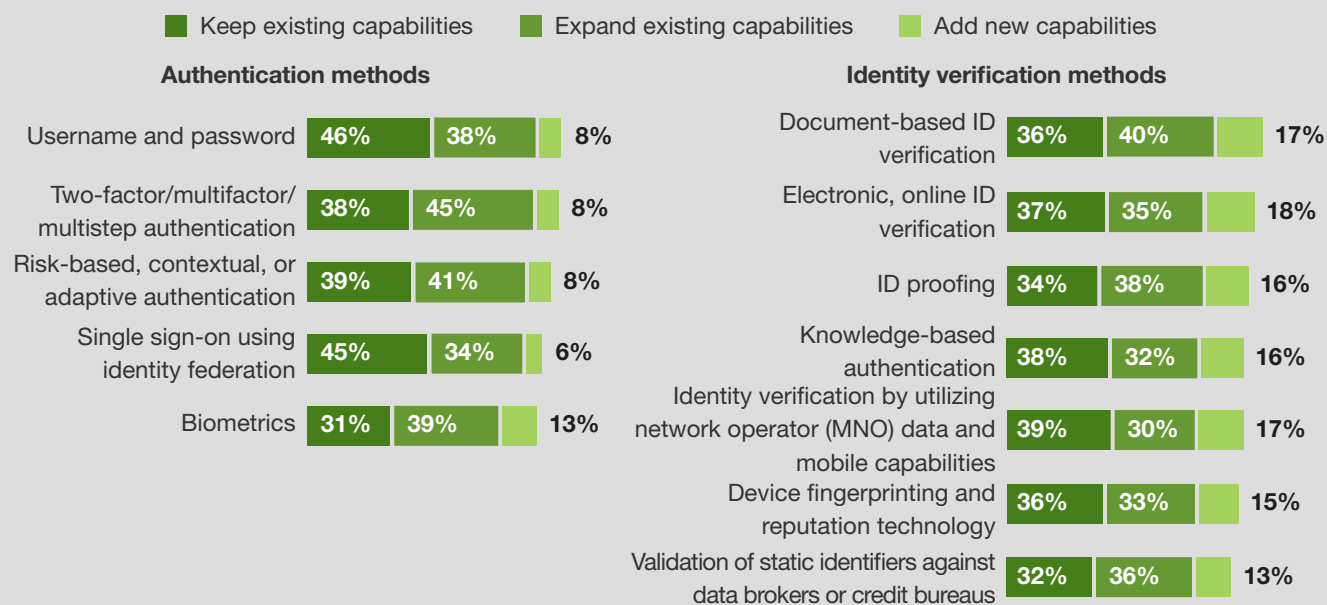 Keep existing capabilities Expand existing capabilities Add new capabilities
Authentication methods
Username and password 46% 38% 8%
Two-factor/multifactor/
multistep authentication 38% 45% 8%
Risk-based, contextual, or
adaptive authentication 39% 41% 8%
Single sign-on using
identity federation 45% 34% 6%
Biometrics 31% 39% 13%
Identity verification methods
Document-based ID
verification 36% 40% 17%
Electronic, online ID
verification 37% 35% 18%
ID proofing 34% 38% 16%
Knowledge-based
authentication 38% 32% 16%
Identity verification by utilizing
network operator (MNO) data and
mobile capabilities 39% 30% 17%
Device fingerprinting and
reputation technology 36% 33% 15%
Validation of static identifiers against
data brokers or credit bureaus 32% 36% 13%